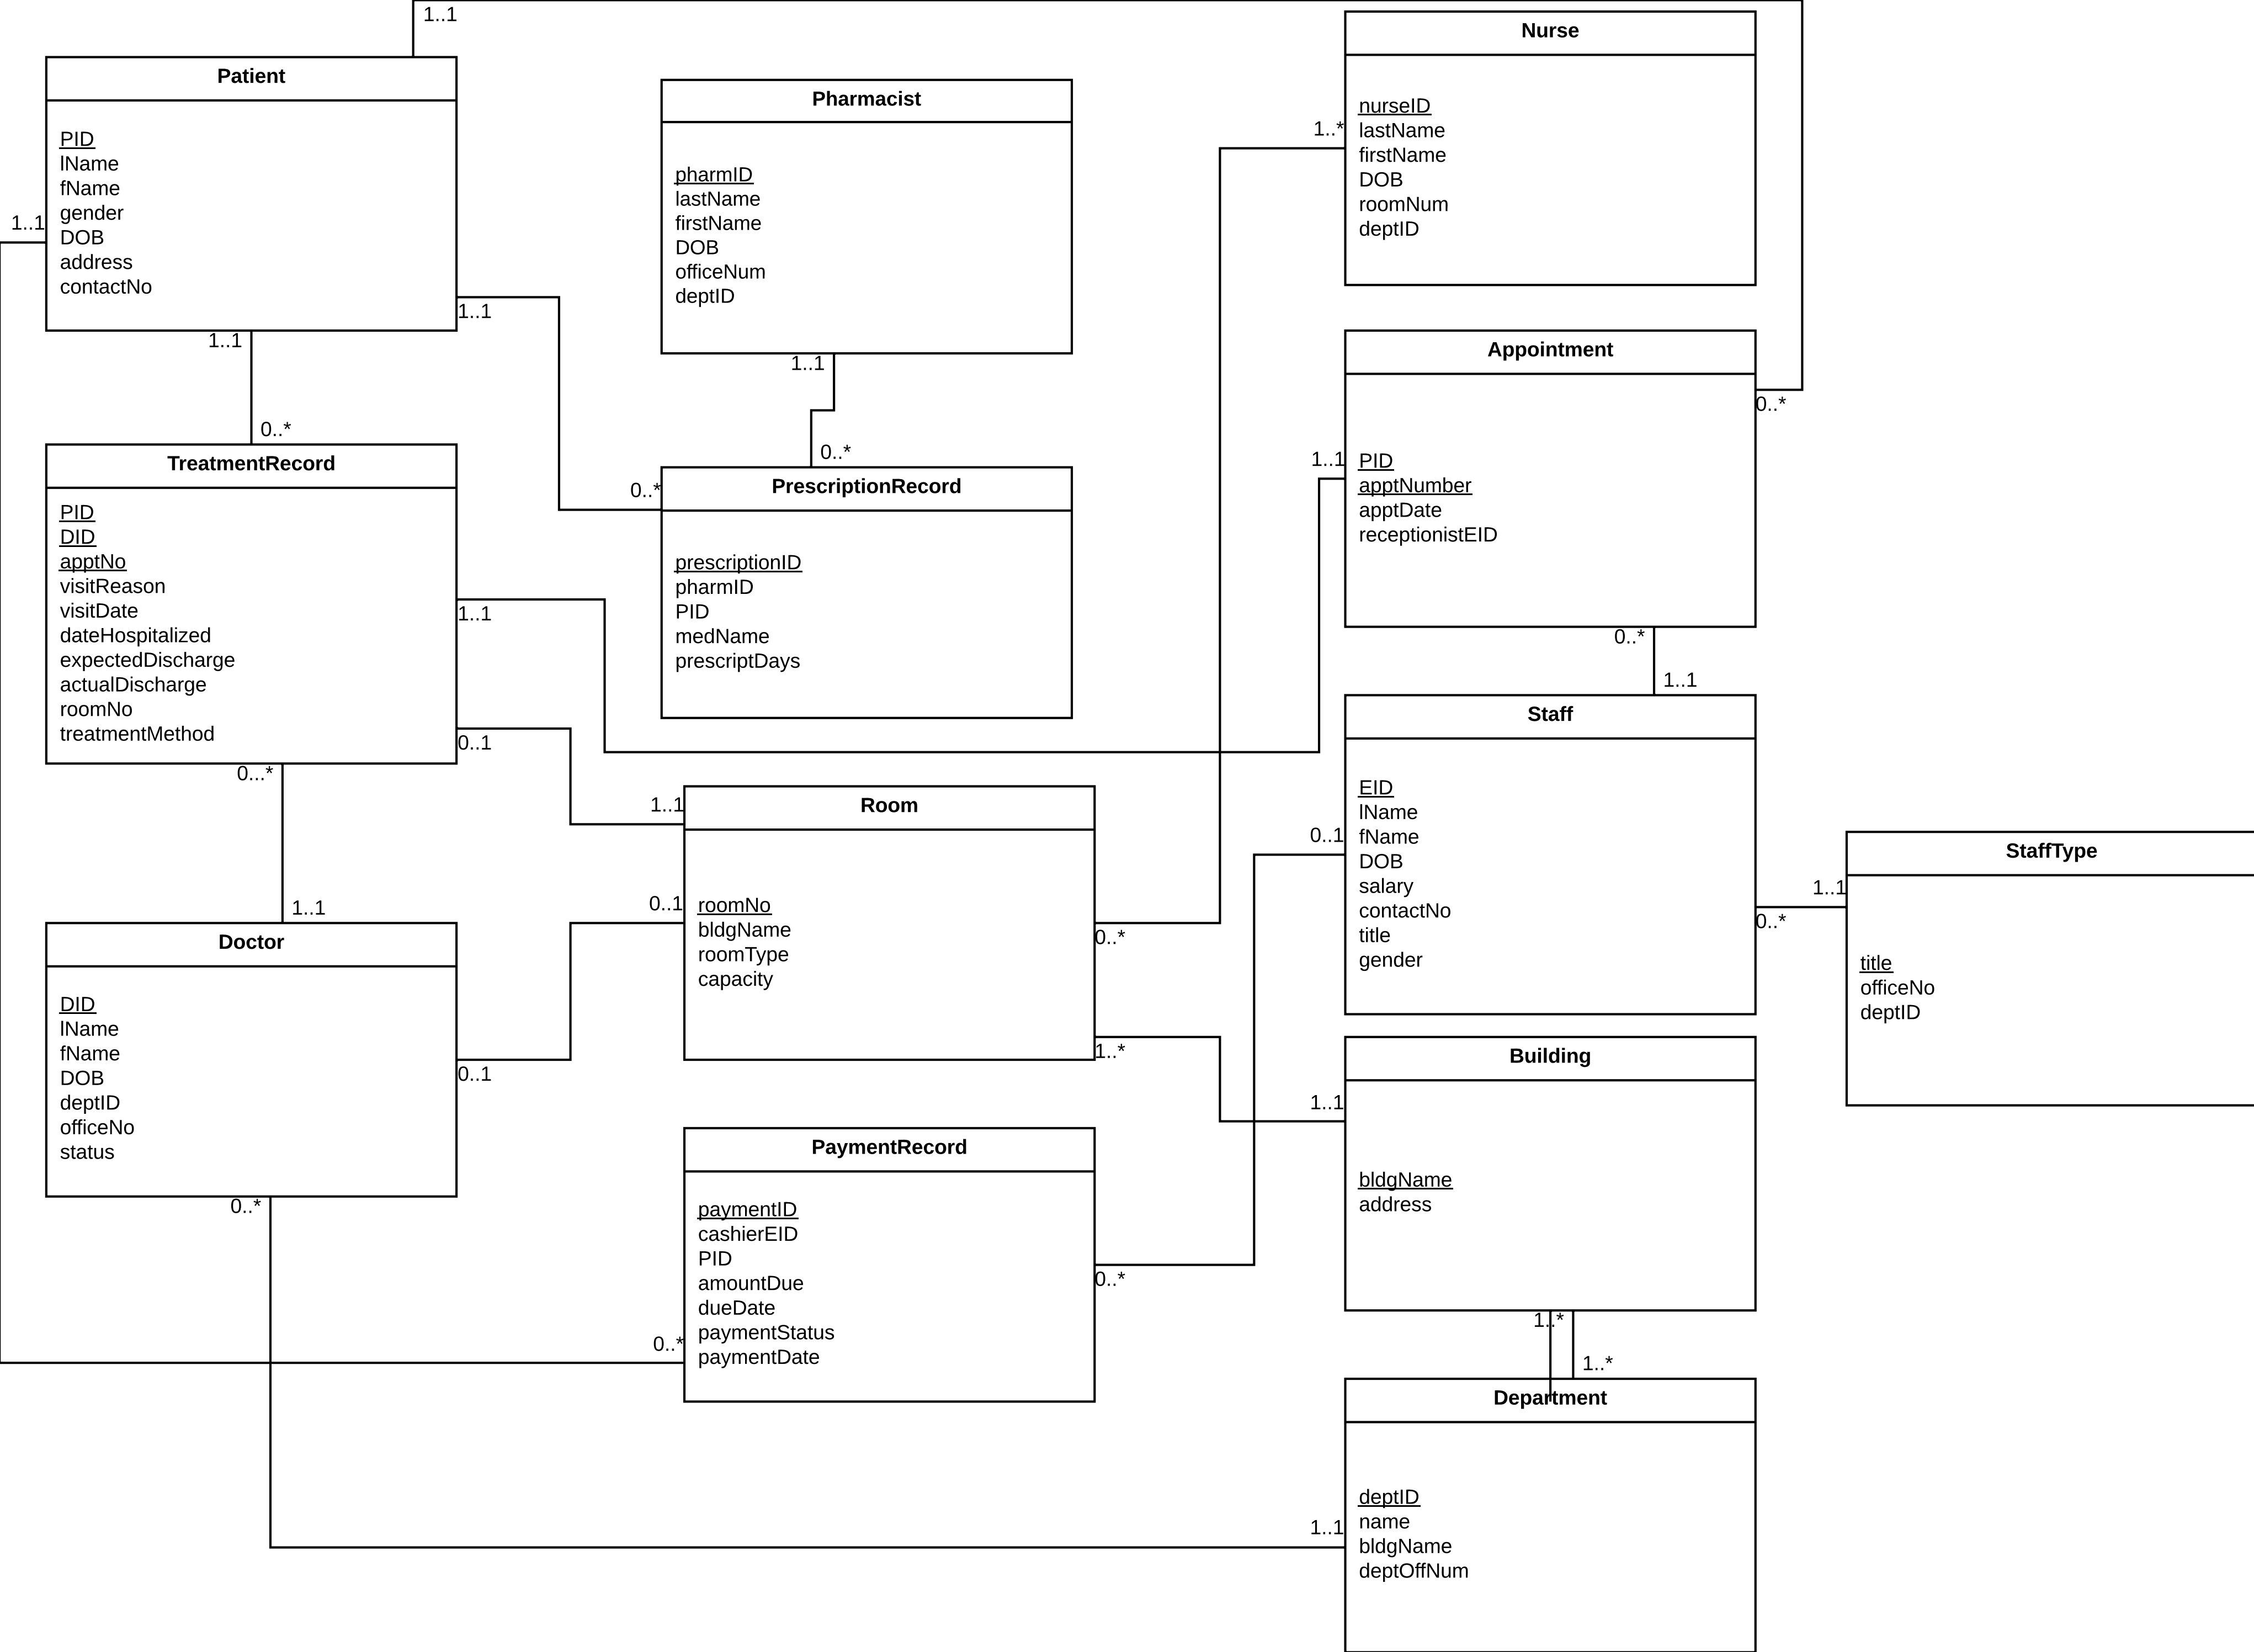 1..1
Patient
PID
lName
fName
gender
DOB
address
contactNo
1..1
1..1
1..1
Pharmacist
pharmID
lastName
firstName
DOB
officeNum
deptID
1..1
Nurse
nurseID
lastName
firstName
DOB
roomNum
deptID
1..*
0..*
TreatmentRecord
PID
DID
apptNo
visitReason
visitDate
dateHospitalized
expectedDischarge
actualDischarge
roomNo
treatmentMethod
1..1
0..1
0...*
0..*
0..*
PrescriptionRecord
prescriptionID
pharmID
PID
medName
prescriptDays
Appointment
PID
apptNumber
apptDate
receptionistEID
0..*
1..1
0..*
1..1
Staff
EID
lName
fName
DOB
salary
contactNo
title
gender
0..1
0..*
1..1
StaffType
title
officeNo
deptID
1..1
Room
roomNo
bldgName
roomType
capacity
0..1
0..*
1..*
1..1
Doctor
DID
lName
fName
DOB
deptID
officeNo
status
0..1
0..*
PaymentRecord
paymentID
cashierEID
PID
amountDue
dueDate
paymentStatus
paymentDate
0..*
0..*
1..1
Building
bldgName
address
1..*
1..*
Department
deptID
name
bldgName
deptOffNum
1..1